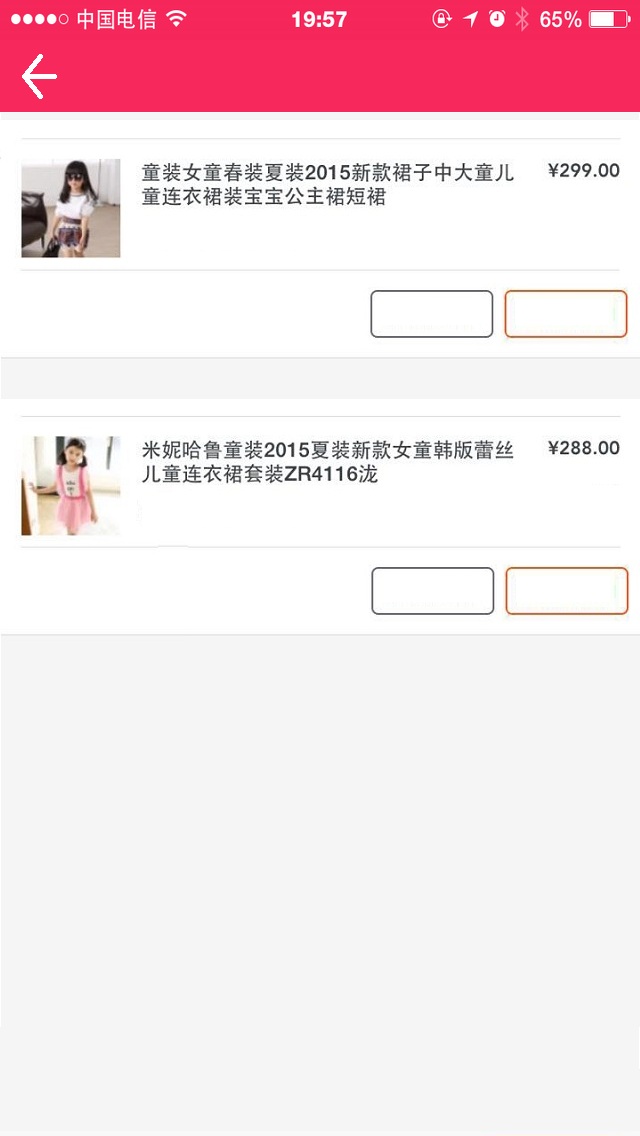 中国电信 19:57 65%
童装女童春装夏装2015新款裙子中大童儿 ¥299.00
童连衣裙装宝宝公主裙短裙
米妮哈鲁童装2015夏装新款女童韩版蕾丝 ¥288.00
儿童连衣裙套装ZR4116泷